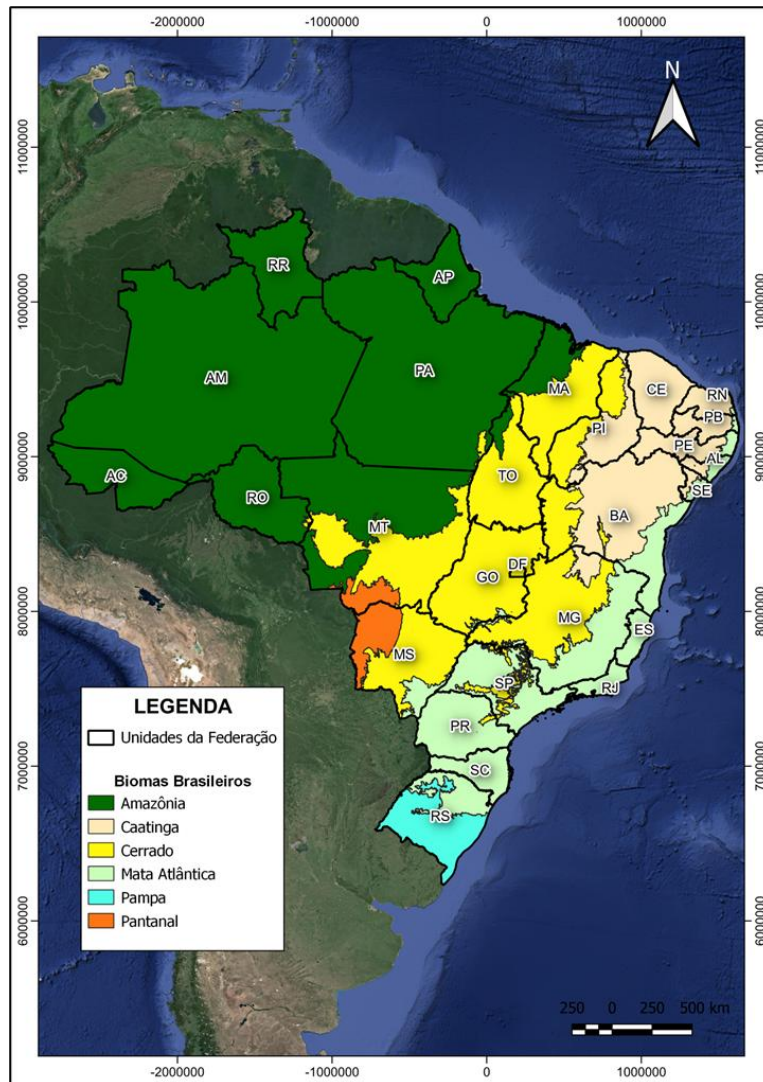 -2000000 -1000000 0 1000000
N
11000000 11000000
RR
AP
10000000 10000000
AM PA MA CE RN
PI PB
PE
9000000 9000000
AC RO TO AL
SE
MT BA
GO DF
8000000 8000000
MS MG ES
SP RJ
LEGENDA
Unidades da Federação
PR
7000000
SC
Biomas Brasileiros
Amazônia
RS
Caatinga
Cerrado
Mata Atlântica
Pampa
6000000 6000000
Pantanal
250 0 250 500 km
-2000000 -1000000 0 1000000
7000000